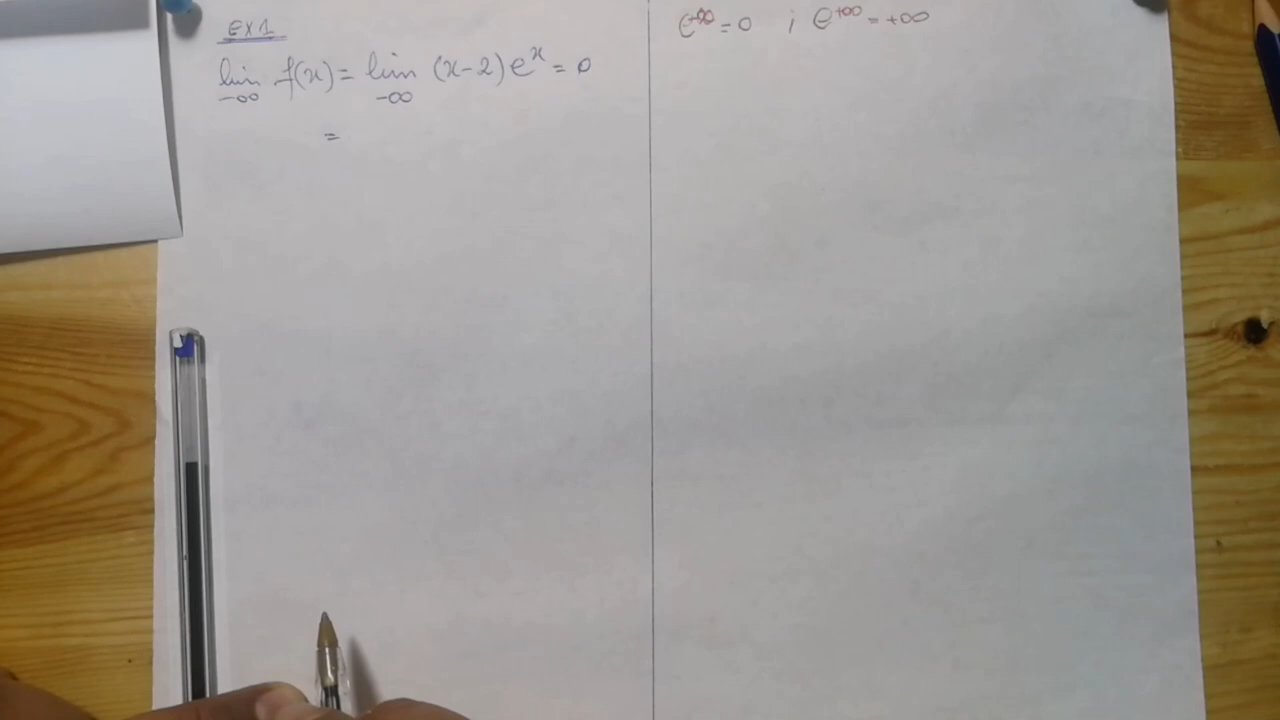 EX1
lim f(x) = lim (x-2)e^x = 0
-∞ -∞
=
e^-∞ = 0 ; e^+∞ = +∞